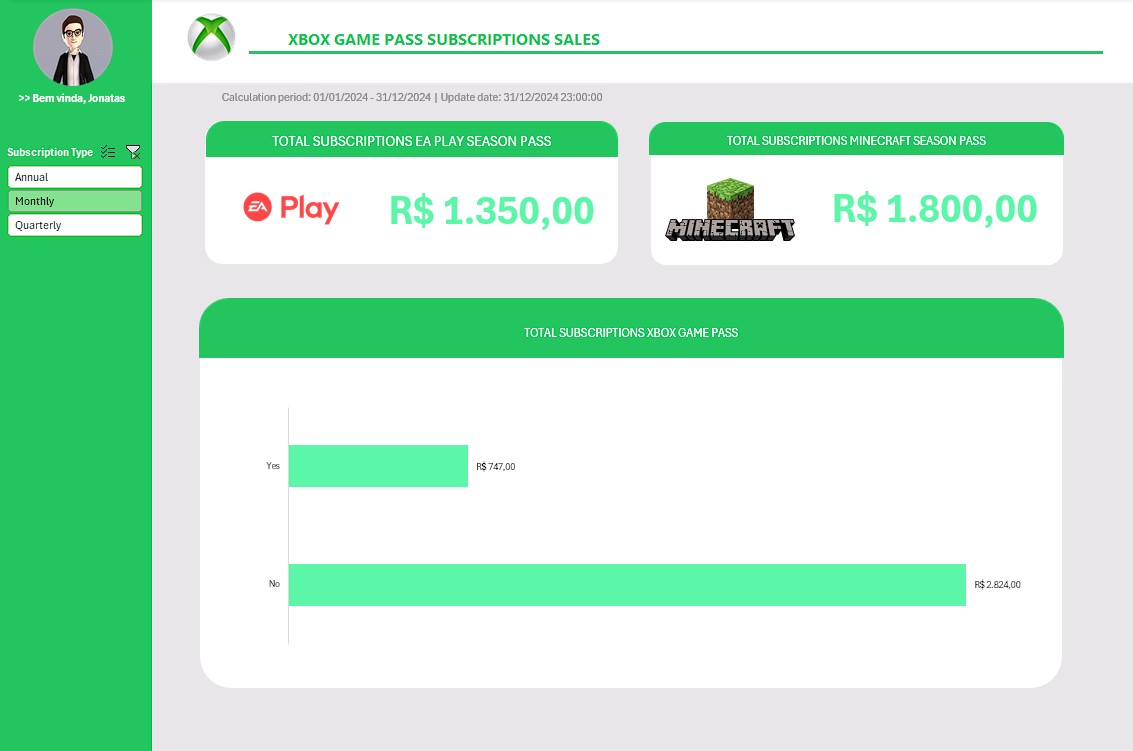 XBOX GAME PASS SUBSCRIPTIONS SALES
>> Bem vinda, Jonatas
Calculation period: 01/01/2024 - 31/12/2024 | Update date: 31/12/2024 23:00:00
Subscription Type
Annual
Monthly
Quarterly
TOTAL SUBSCRIPTIONS EA PLAY SEASON PASS
EA Play
R$ 1.350,00
TOTAL SUBSCRIPTIONS MINECRAFT SEASON PASS
MINECRAFT
R$ 1.800,00
TOTAL SUBSCRIPTIONS XBOX GAME PASS
Yes
R$ 747,00
No
R$ 2.824,00